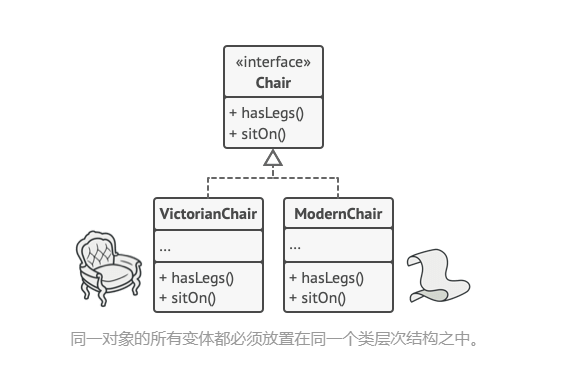 «interface»
Chair
+ hasLegs()
+ sitOn()
VictorianChair
...
+ hasLegs()
+ sitOn()
ModernChair
...
+ hasLegs()
+ sitOn()
同一对象的所有变体都必须放置在同一个类层次结构之中。